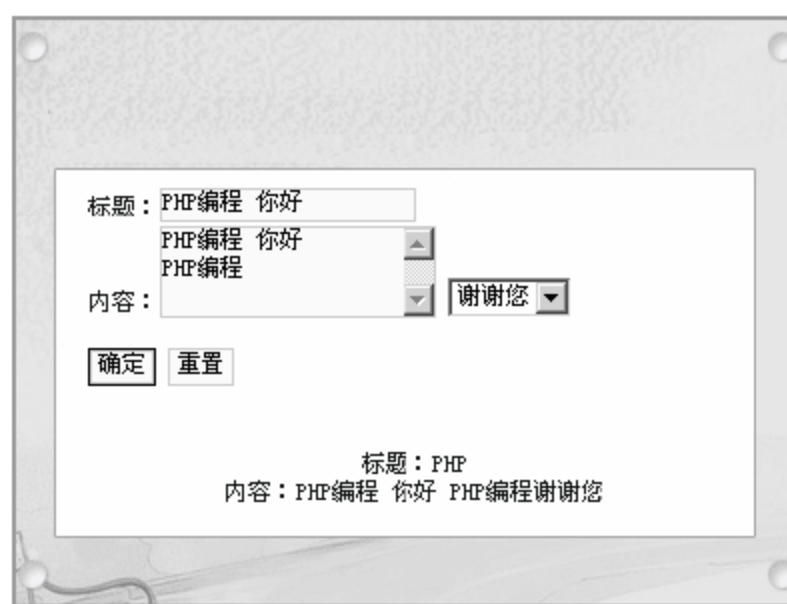 标题：PHP编程 你好
PHP编程 你好
PHP编程
内容：
谢谢您
确定 重置
标题：PHP
内容：PHP编程 你好 PHP编程谢谢您